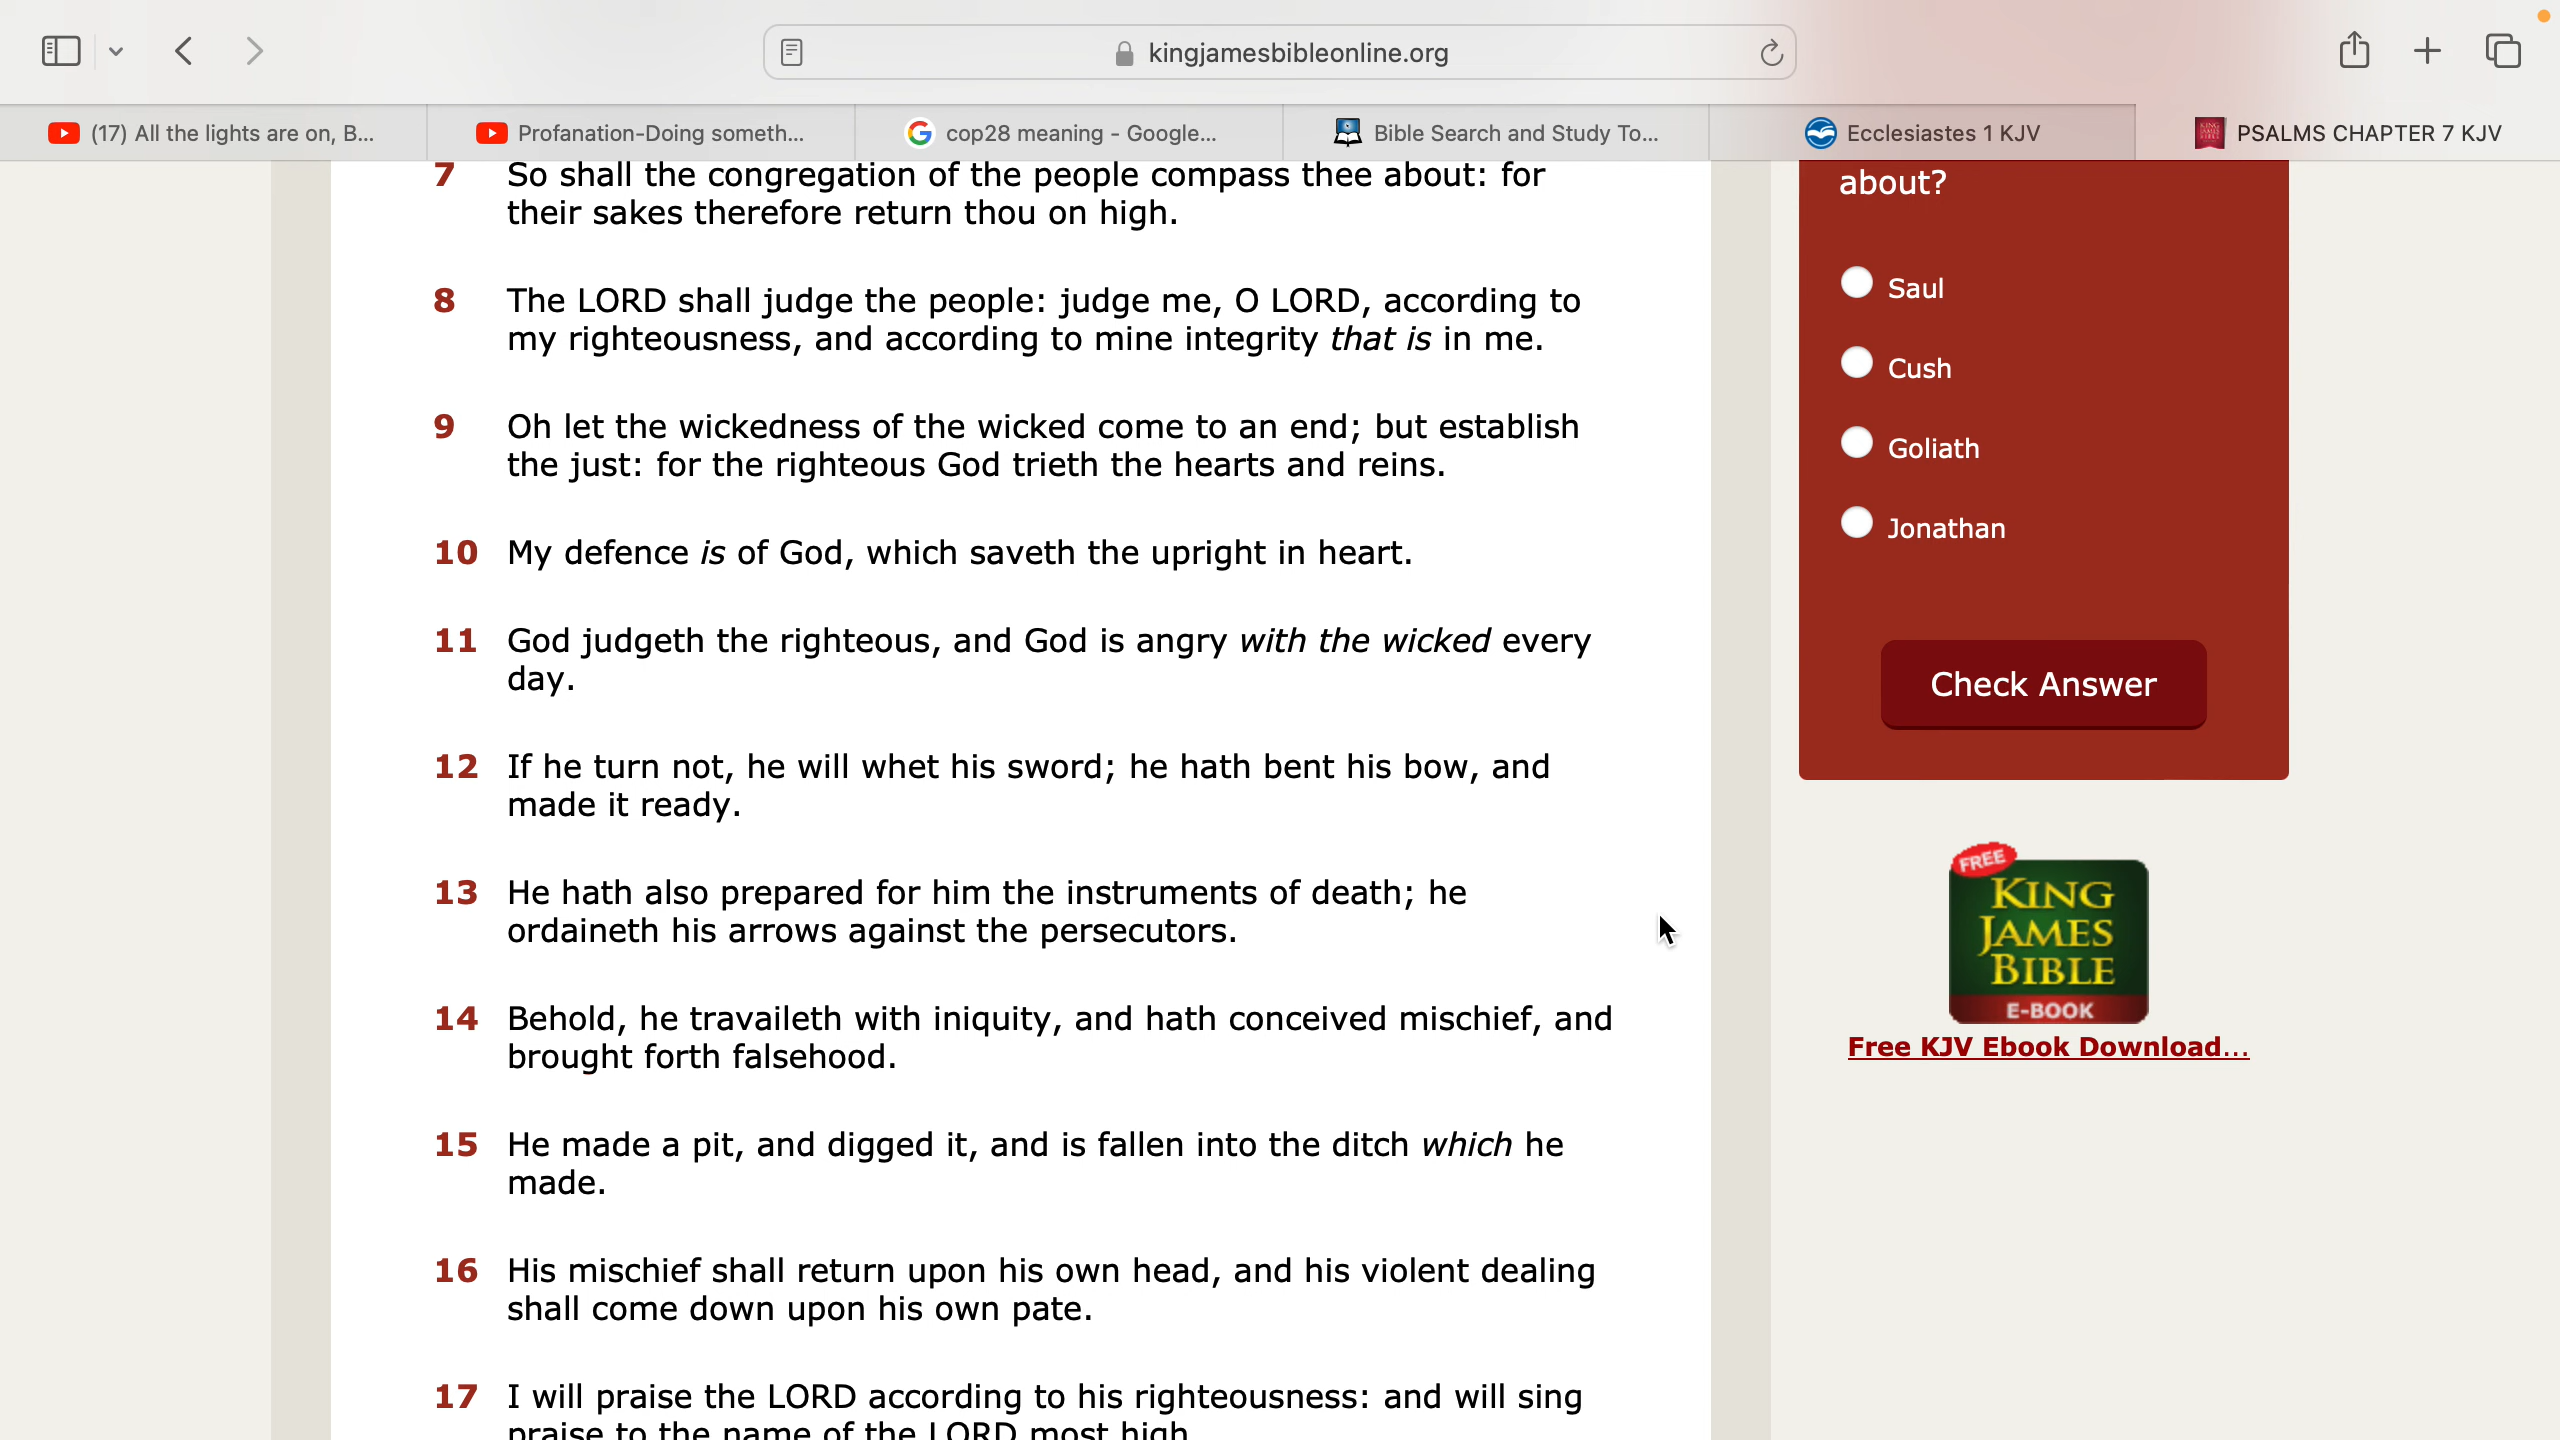 kingjamesbibleonline.org
(17) All the lights are on, B...
Profanation-Doing someth...
cop28 meaning - Google...
Bible Search and Study To...
Ecclesiastes 1 KJV
PSALMS CHAPTER 7 KJV
7 So shall the congregation of the people compass thee about: for
their sakes therefore return thou on high.
8 The LORD shall judge the people: judge me, O LORD, according to
my righteousness, and according to mine integrity that is in me.
9 Oh let the wickedness of the wicked come to an end; but establish
the just: for the righteous God trieth the hearts and reins.
10 My defence is of God, which saveth the upright in heart.
11 God judgeth the righteous, and God is angry with the wicked every
day.
12 If he turn not, he will whet his sword; he hath bent his bow, and
made it ready.
13 He hath also prepared for him the instruments of death; he
ordaineth his arrows against the persecutors.
14 Behold, he travaileth with iniquity, and hath conceived mischief, and
brought forth falsehood.
15 He made a pit, and digged it, and is fallen into the ditch which he
made.
16 His mischief shall return upon his own head, and his violent dealing
shall come down upon his own pate.
17 I will praise the LORD according to his righteousness: and will sing
praise to the name of the LORD most high.
about?
Saul
Cush
Goliath
Jonathan
Check Answer
FREE
KING
JAMES
BIBLE
E-BOOK
Free KJV Ebook Download...